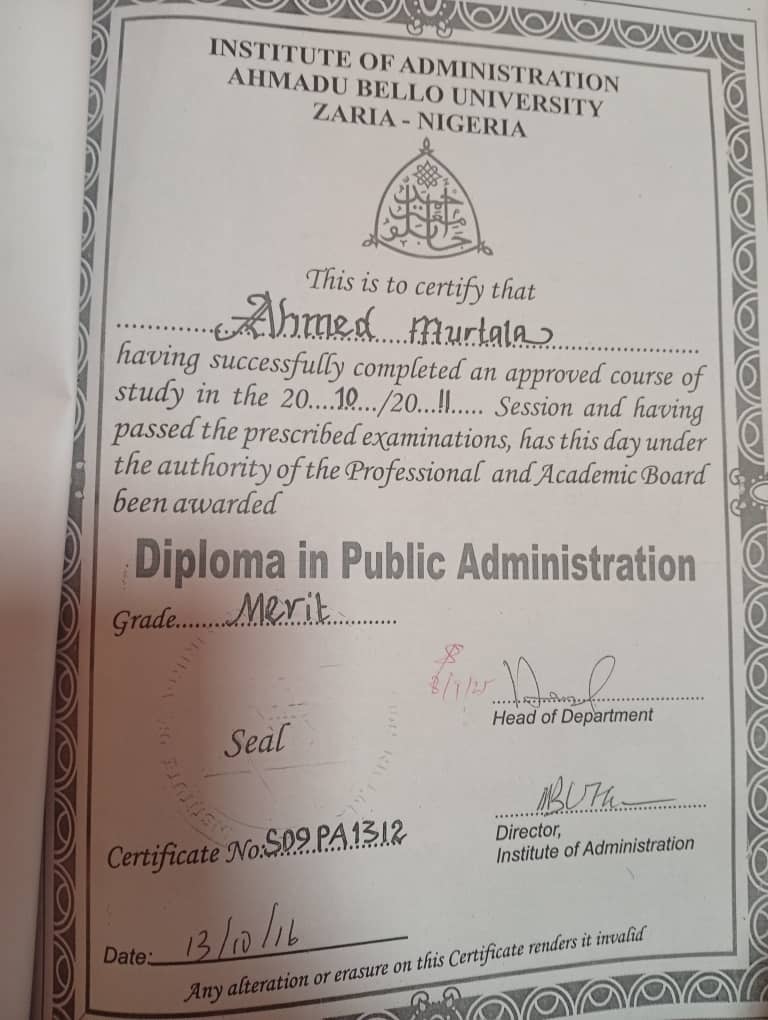 INSTITUTE OF ADMINISTRATION
AHMADU BELLO UNIVERSITY
ZARIA - NIGERIA
This is to certify that
Ahmed Murtala
having successfully completed an approved course of
study in the 20....10.../20...11..... Session and having
passed the prescribed examinations, has this day under
the authority of the Professional and Academic Board
been awarded
Diploma in Public Administration
Grade........Merit............
8/9/25
Head of Department
Seal
Certificate No:S09PA1312
Director,
Institute of Administration
Date: 13/10/16
Any alteration or erasure on this Certificate renders it invalid